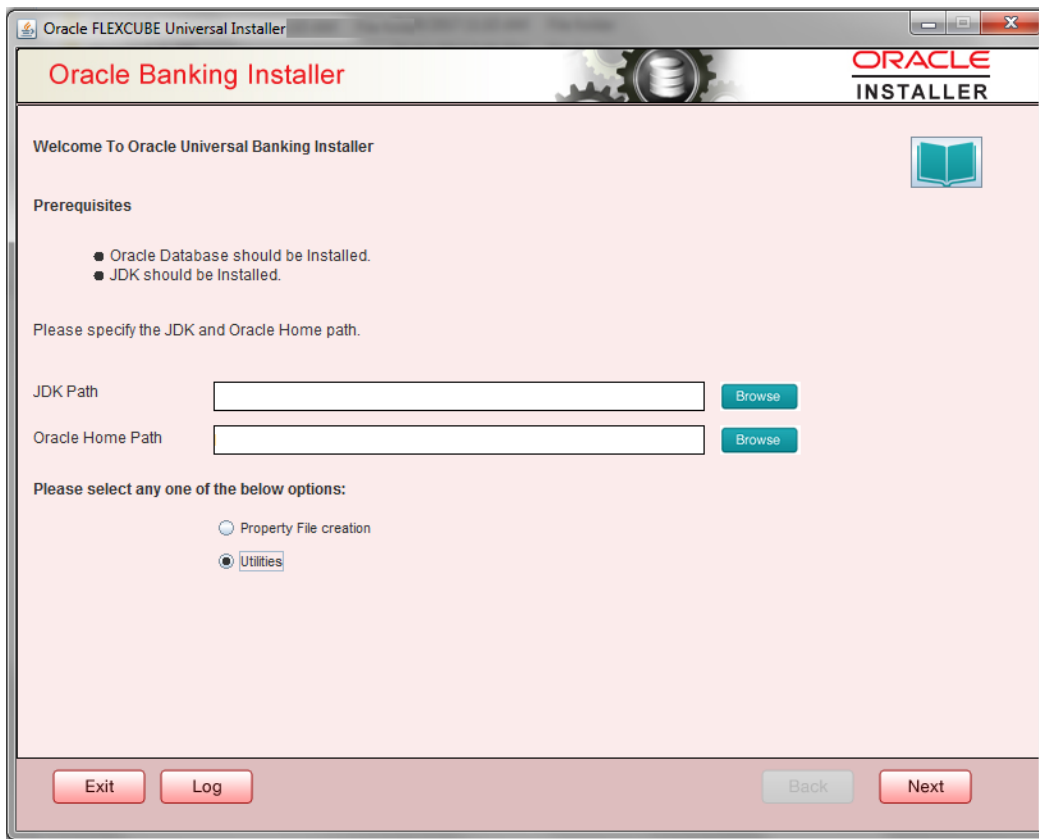 Oracle FLEXCUBE Universal Installer
Oracle Banking Installer
ORACLE
INSTALLER
Welcome To Oracle Universal Banking Installer
Prerequisites
Oracle Database should be Installed.
JDK should be Installed.
Please specify the JDK and Oracle Home path.
JDK Path
Browse
Oracle Home Path
Browse
Please select any one of the below options:
Property File creation
Utilities
Exit
Log
Back
Next